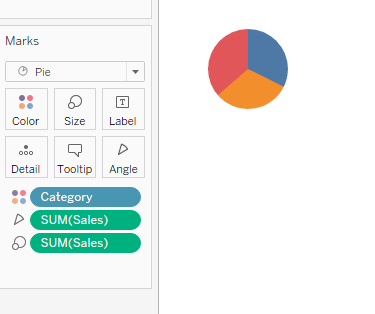 Marks
Pie
Color Size Label
Detail Tooltip Angle
Category
SUM(Sales)
SUM(Sales)